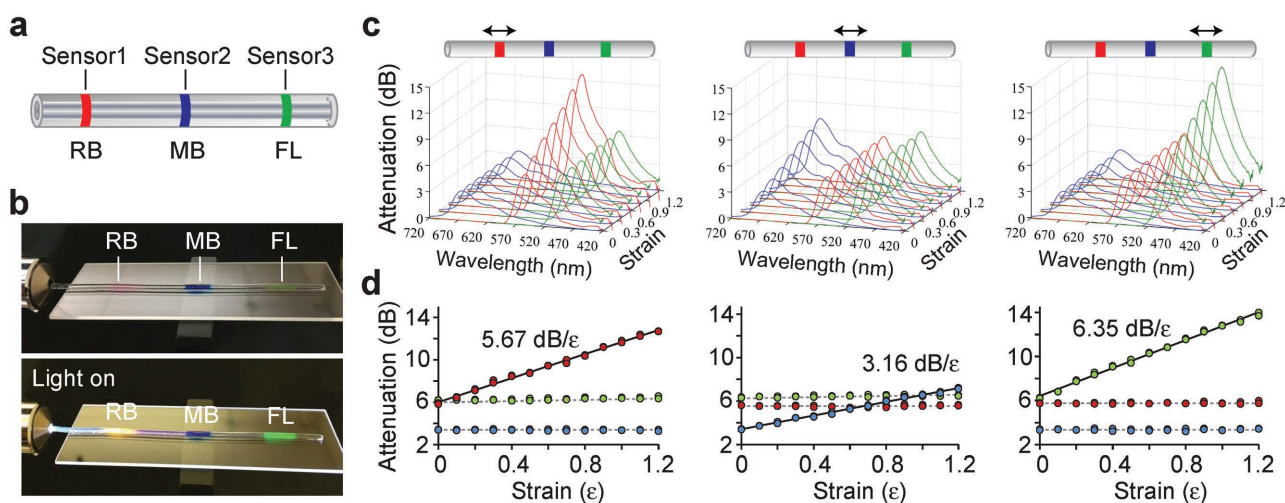 a
Sensor1 Sensor2 Sensor3
RB MB FL
b
RB MB FL
Light on
RB MB FL
c
Attenuation (dB)
15
12
9
6
3
0
720 670 620 570 520 470 420
Wavelength (nm)
0 0.3 0.6 0.9 1.2
Strain
15
12
9
6
3
0
720 670 620 570 520 470 420
Wavelength (nm)
0 0.3 0.6 0.9 1.2
Strain
15
12
9
6
3
0
720 670 620 570 520 470 420
Wavelength (nm)
0 0.3 0.6 0.9 1.2
Strain
d
Attenuation (dB)
14
10
6
2
5.67 dB/ε
0 0.4 0.8 1.2
Strain (ε)
14
10
6
2
3.16 dB/ε
0 0.4 0.8 1.2
Strain (ε)
14
10
6
2
6.35 dB/ε
0 0.4 0.8 1.2
Strain (ε)